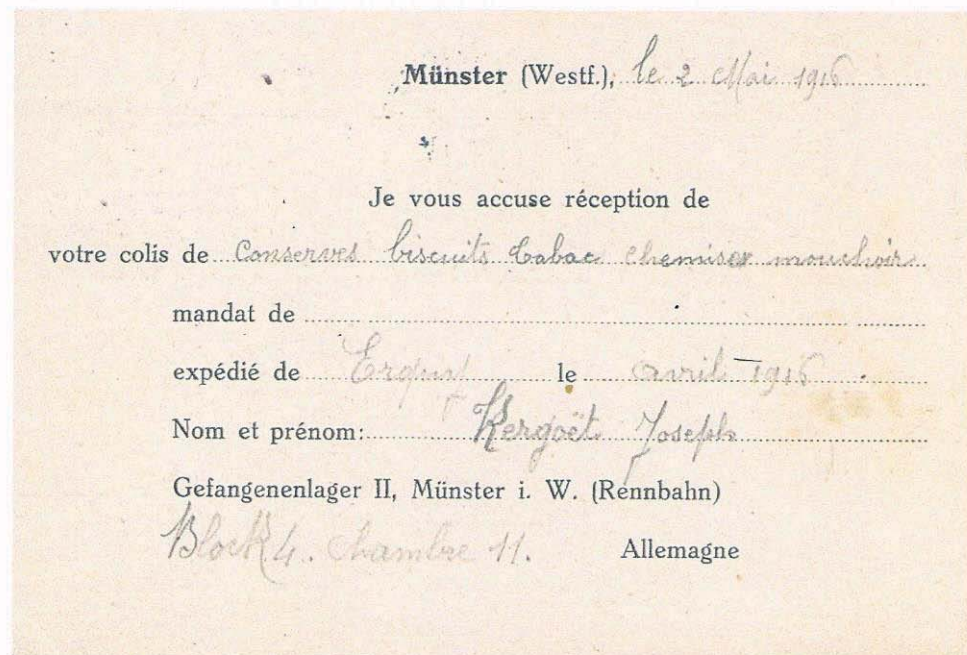 Münster (Westf.), le 2 Mai 1916
Je vous accuse réception de
votre colis de Conserves biscuits tabac chemises mouchoir
mandat de
expédié de Erquy le avril 1916
Nom et prénom: Kergoët Joseph
Gefangenenlager II, Münster i. W. (Rennbahn)
Block 4. chambre 11. Allemagne